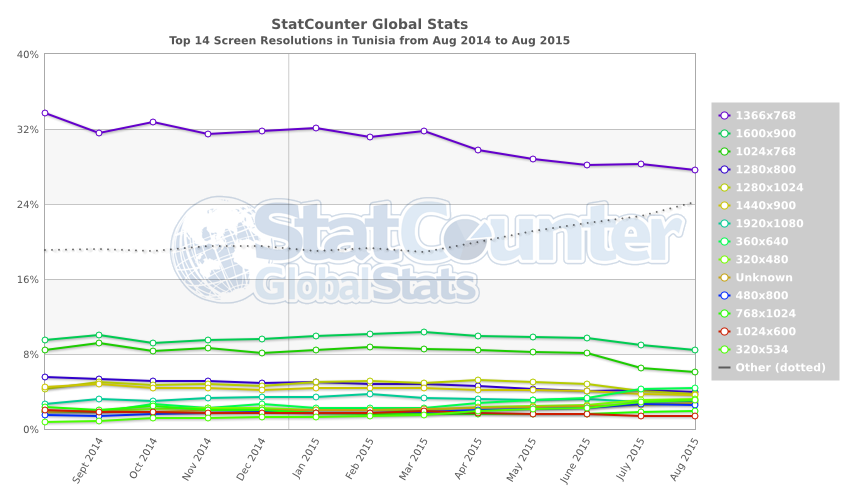 StatCounter Global Stats
Top 14 Screen Resolutions in Tunisia from Aug 2014 to Aug 2015
40%
32%
24%
16%
8%
0%
StatCounter
GlobalStats
Sept 2014
Oct 2014
Nov 2014
Dec 2014
Jan 2015
Feb 2015
Mar 2015
Apr 2015
May 2015
June 2015
July 2015
Aug 2015
1366x768
1600x900
1024x768
1280x800
1280x1024
1440x900
1920x1080
360x640
320x480
Unknown
480x800
768x1024
1024x600
320x534
Other (dotted)